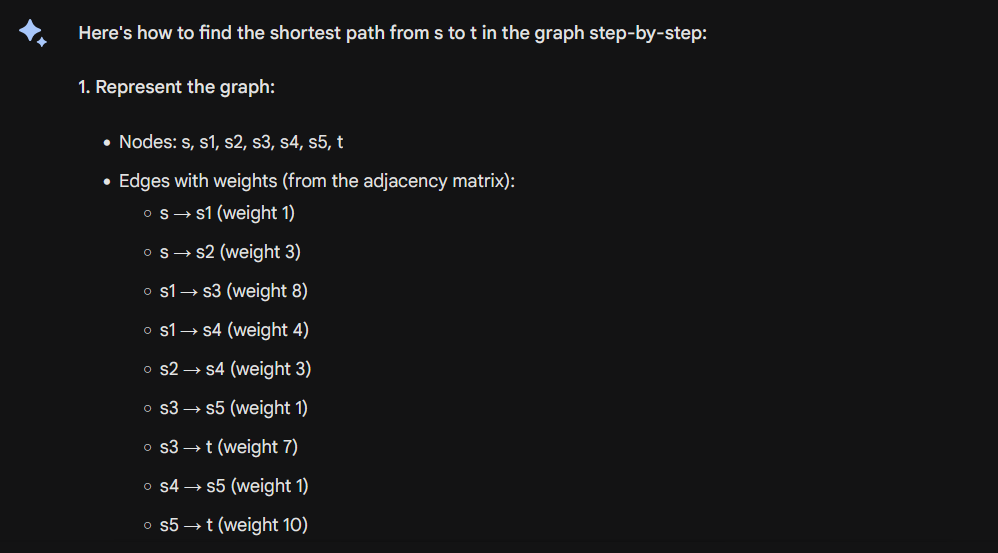 Here's how to find the shortest path from s to t in the graph step-by-step:
1. Represent the graph:
• Nodes: s, s1, s2, s3, s4, s5, t
• Edges with weights (from the adjacency matrix):
○ s → s1 (weight 1)
○ s → s2 (weight 3)
○ s1 → s3 (weight 8)
○ s1 → s4 (weight 4)
○ s2 → s4 (weight 3)
○ s3 → s5 (weight 1)
○ s3 → t (weight 7)
○ s4 → s5 (weight 1)
○ s5 → t (weight 10)